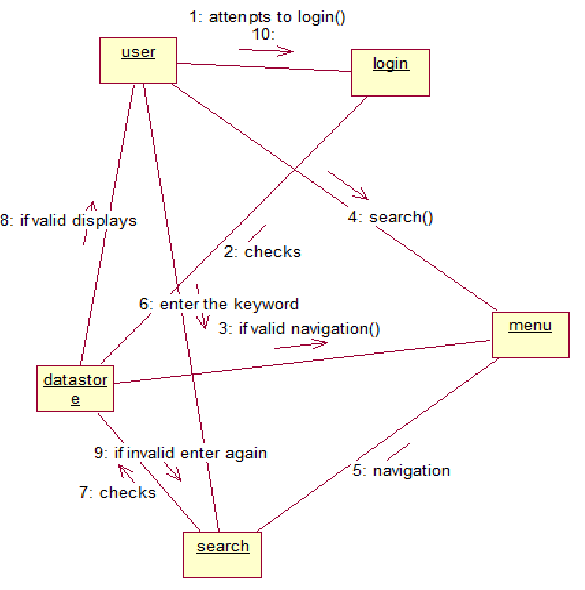 1: attempts to login()
10:
user
login
8: if valid displays
4: search()
2: checks
6: enter the keyword
3: if valid navigation()
menu
datastor
e
9: if invalid enter again
5: navigation
7: checks
search